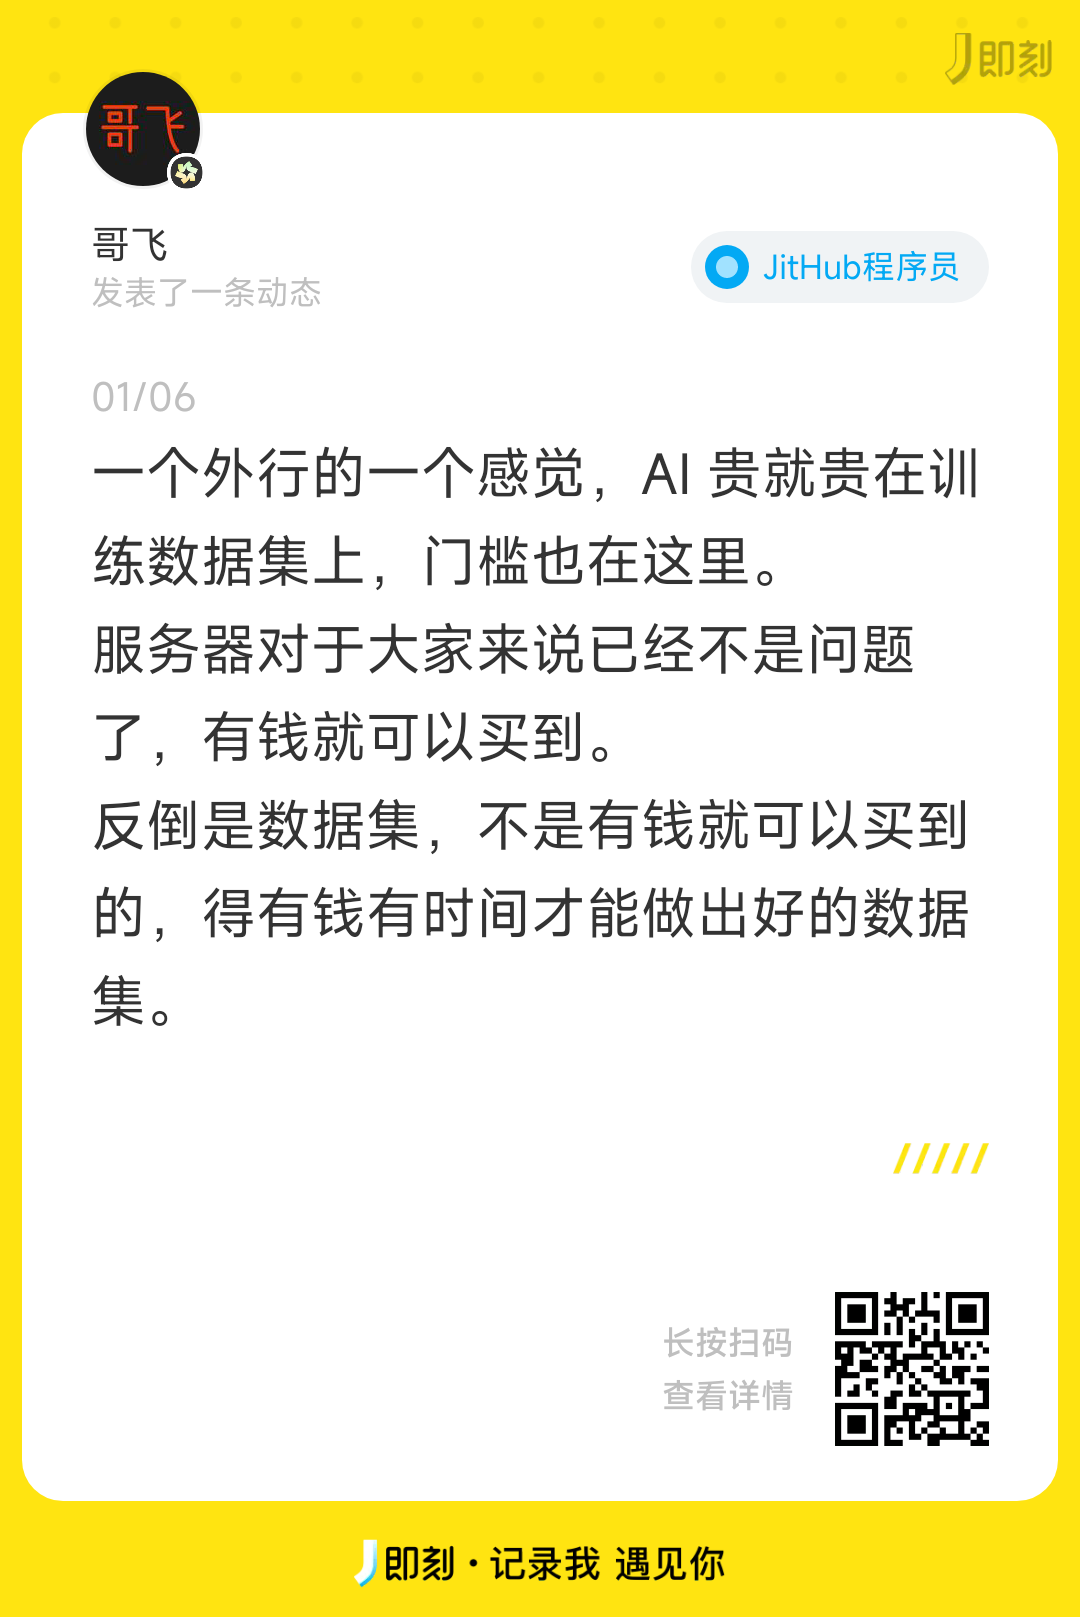 即刻
哥飞
哥飞
发表了一条动态
JitHub程序员
01/06
一个外行的一个感觉，AI 贵就贵在训
练数据集上，门槛也在这里。
服务器对于大家来说已经不是问题
了，有钱就可以买到。
反倒是数据集，不是有钱就可以买到
的，得有钱有时间才能做出好的数据
集。
长按扫码
查看详情
即刻·记录我 遇见你